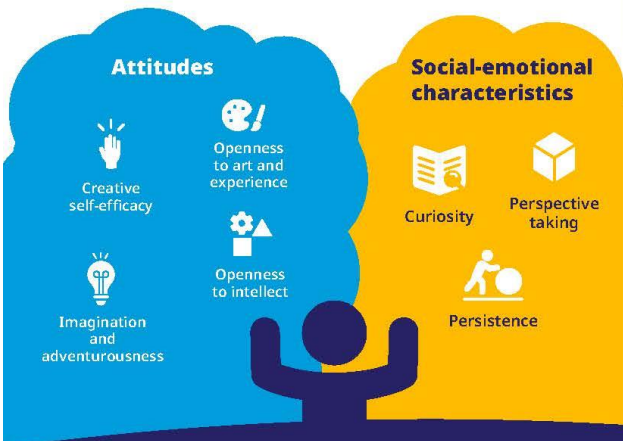 Attitudes
Creative
self-efficacy
Openness
to art and
experience
Imagination
and
adventurousness
Openness
to intellect
Social-emotional
characteristics
Curiosity
Perspective
taking
Persistence